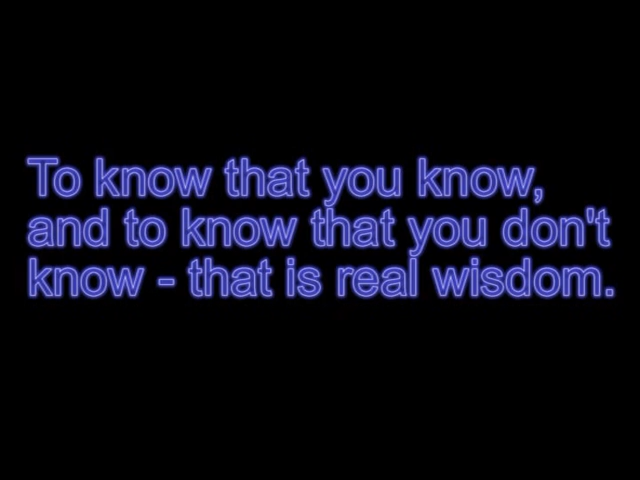 To know that you know,
and to know that you don't
know - that is real wisdom.